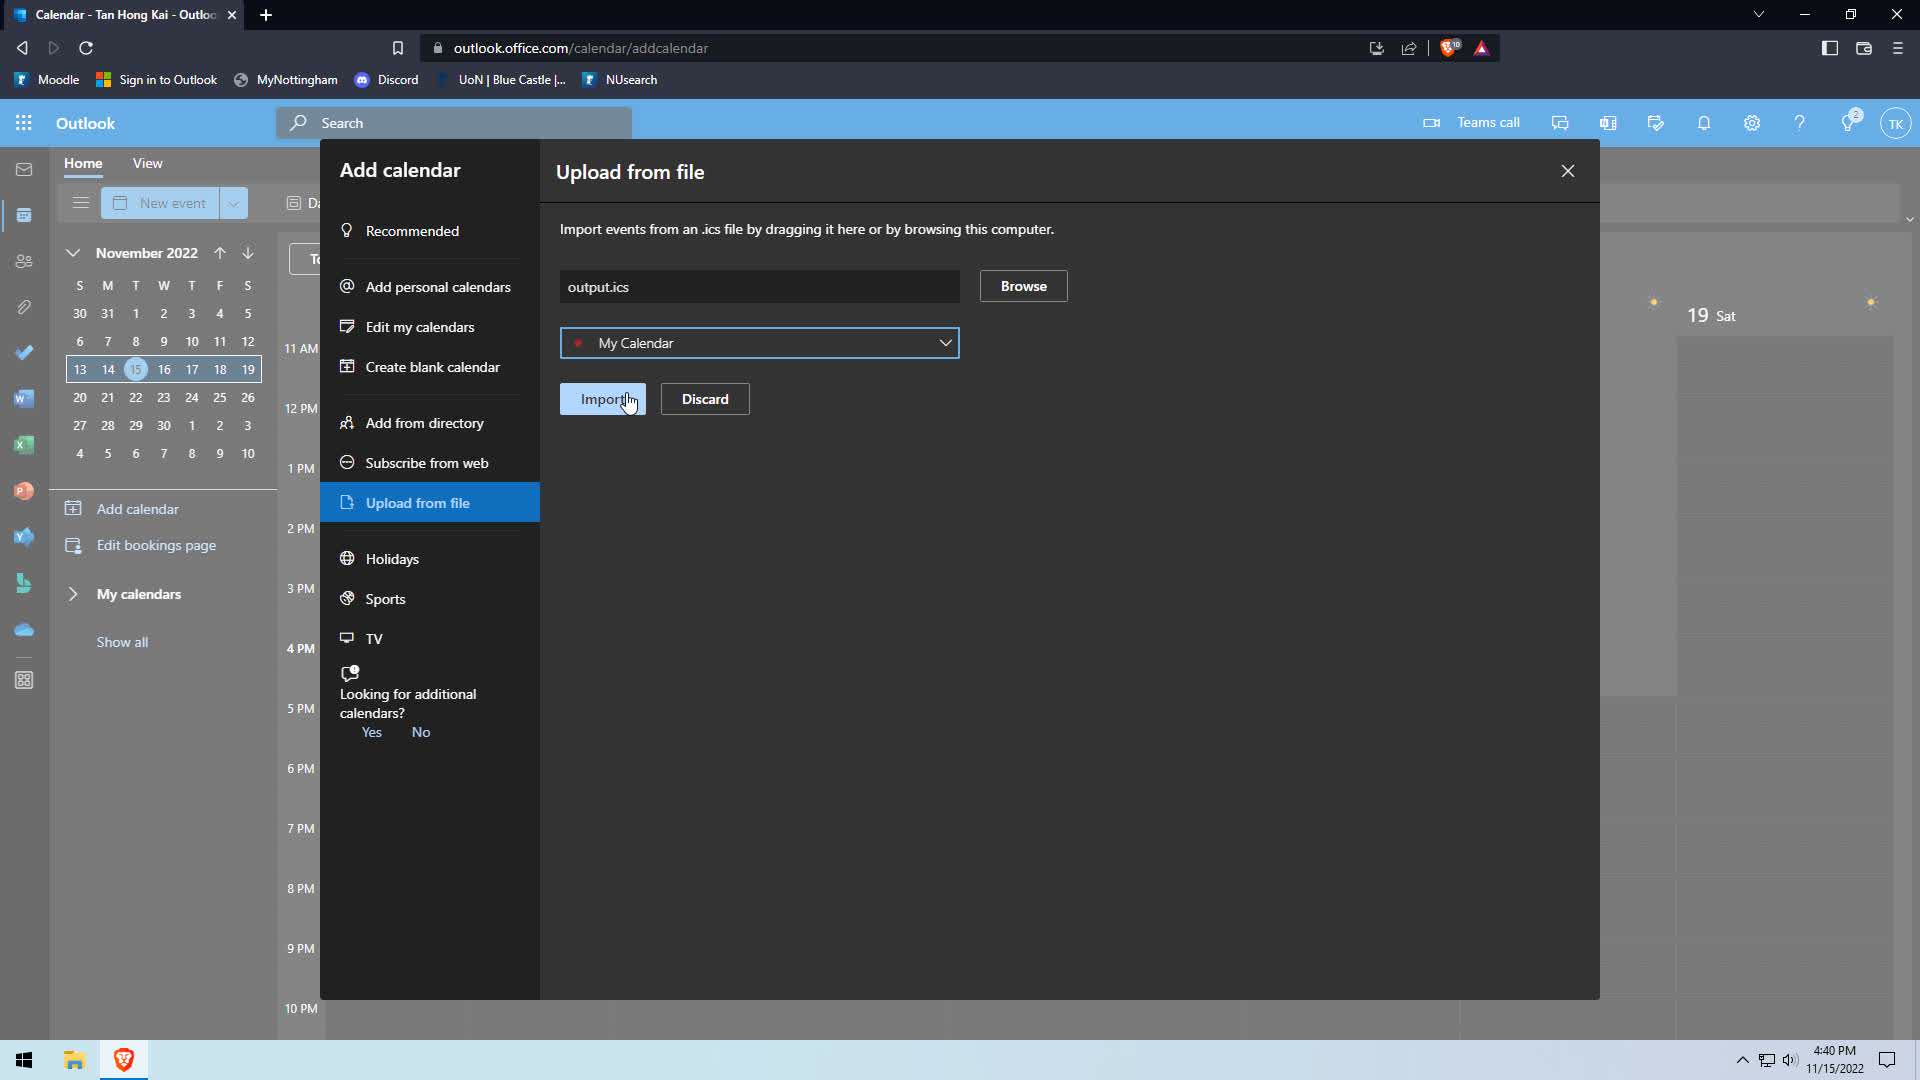 Calendar - Tan Hong Kai - Outloo
outlook.office.com/calendar/addcalendar
10
Moodle
Sign in to Outlook
MyNottingham
Discord
UoN | Blue Castle |...
NUsearch
Outlook
Search
Teams call
2
TK
Home
View
New event
Da
November 2022
S M T W T F S
30 31 1 2 3 4 5
6 7 8 9 10 11 12
13 14 15 16 17 18 19
20 21 22 23 24 25 26
27 28 29 30 1 2 3
4 5 6 7 8 9 10
Add calendar
Edit bookings page
My calendars
Show all
To
11 AM
12 PM
1 PM
2 PM
3 PM
4 PM
5 PM
6 PM
7 PM
8 PM
9 PM
10 PM
Add calendar
Recommended
Add personal calendars
Edit my calendars
Create blank calendar
Add from directory
Subscribe from web
Upload from file
Holidays
Sports
TV
Looking for additional
calendars?
Yes No
Upload from file
Import events from an .ics file by dragging it here or by browsing this computer.
output.ics
Browse
My Calendar
Import
Discard
19 Sat
4:40 PM
11/15/2022